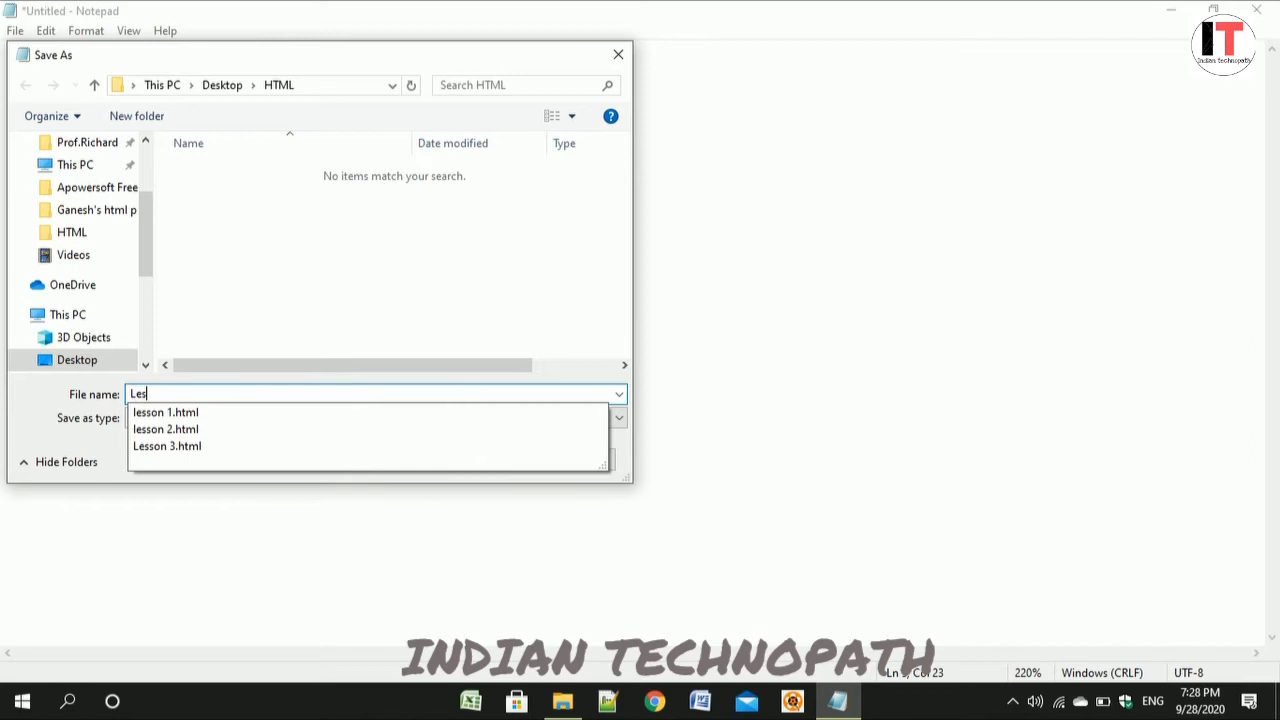 *Untitled - Notepad
File Edit Format View Help
IT
Indian technopath
Save As
This PC Desktop HTML
Search HTML
Organize New folder
Name Date modified Type
No items match your search.
Prof.Richard
This PC
Apowersoft Free
Ganesh's html p
HTML
Videos
OneDrive
This PC
3D Objects
Desktop
File name: Les
Save as type:
lesson 1.html
lesson 2.html
Lesson 3.html
Hide Folders
INDIAN TECHNOPATH
220% Windows (CRLF) UTF-8
ENG
7:28 PM
9/28/2020